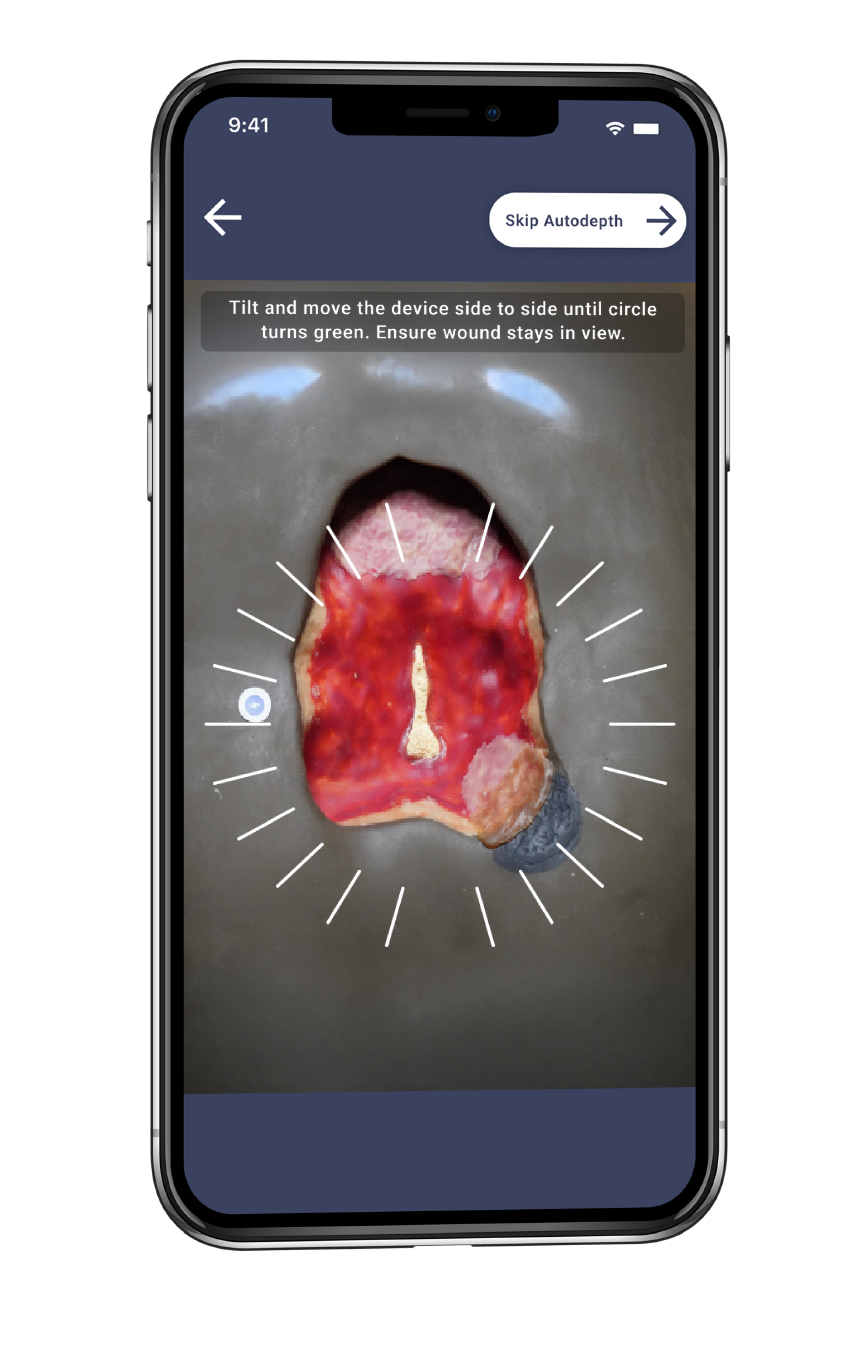 9:41
Skip Autodepth
Tilt and move the device side to side until circle
turns green. Ensure wound stays in view.